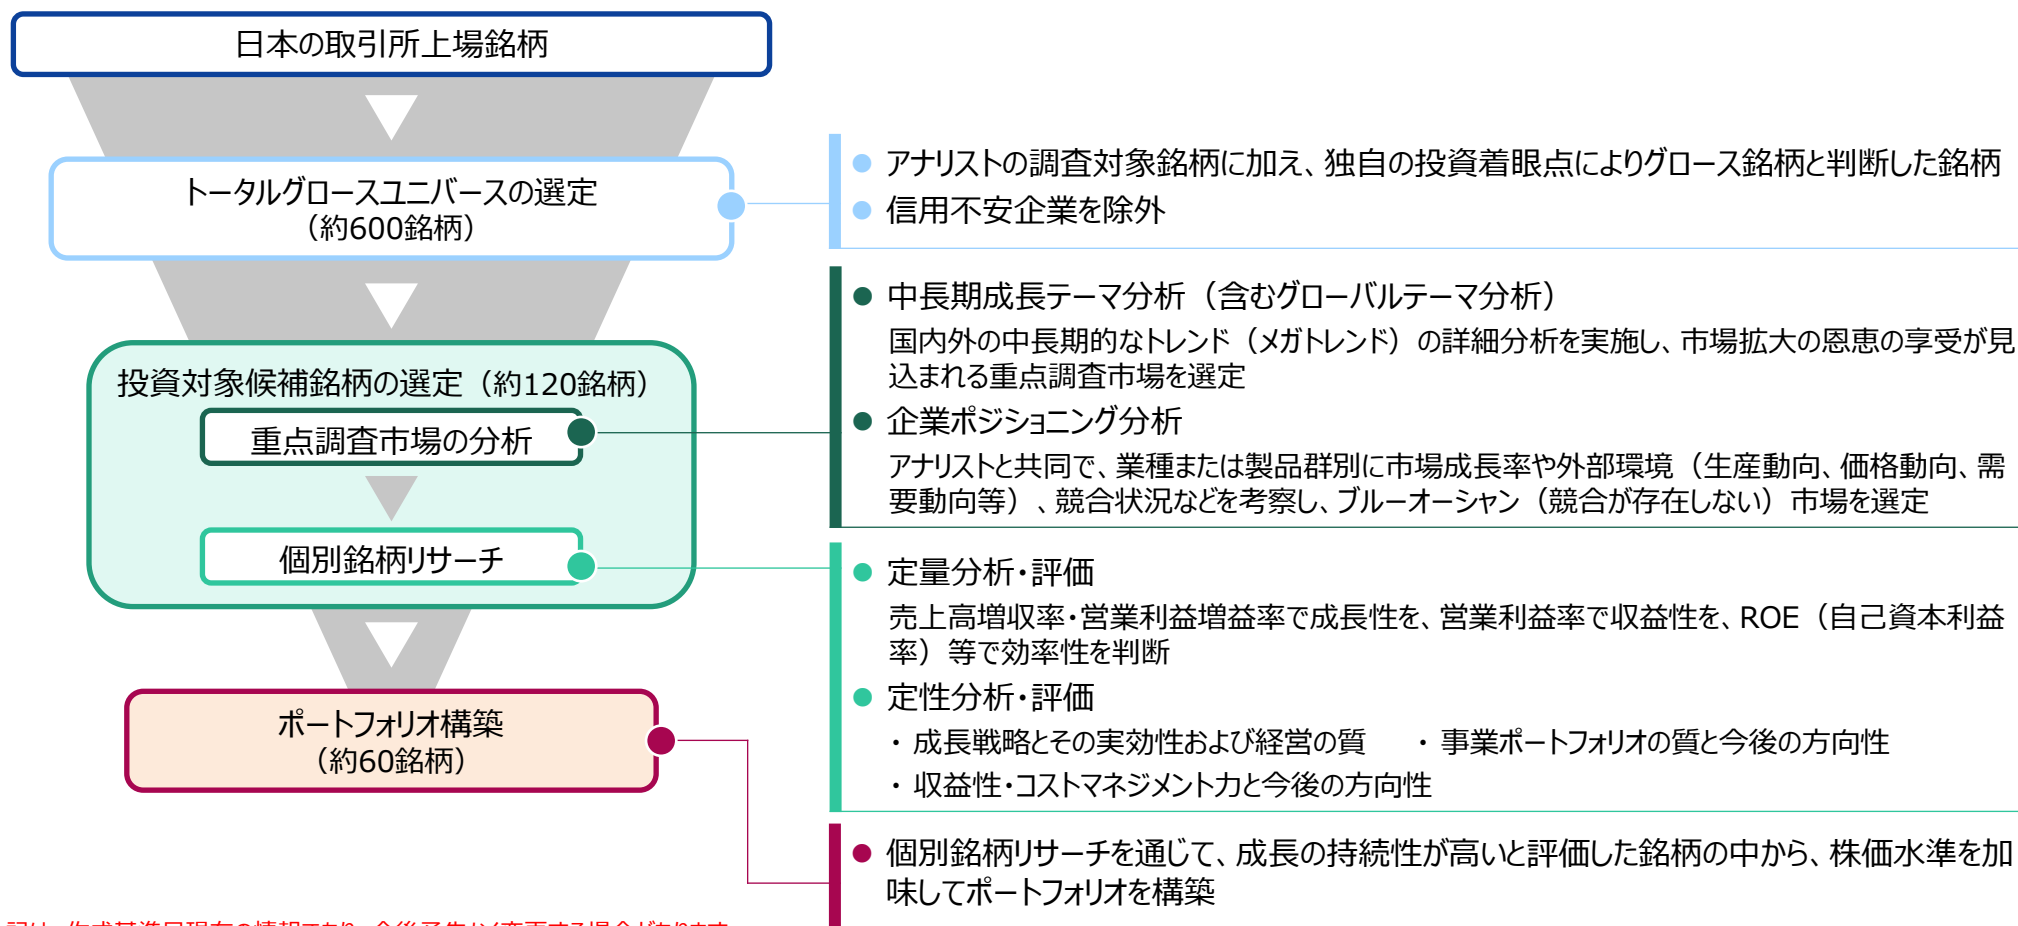 日本の取引所上場銘柄
トータルグロースユニバースの選定
（約600銘柄）
投資対象候補銘柄の選定（約120銘柄）
重点調査市場の分析
個別銘柄リサーチ
ポートフォリオ構築
（約60銘柄）
● アナリストの調査対象銘柄に加え、独自の投資着眼点によりグロース銘柄と判断した銘柄
● 信用不安企業を除外
● 中長期成長テーマ分析（含むグローバルテーマ分析）
国内外の中長期的なトレンド（メガトレンド）の詳細分析を実施し、市場拡大の恩恵の享受が見
込まれる重点調査市場を選定
● 企業ポジショニング分析
アナリストと共同で、業種または製品群別に市場成長率や外部環境（生産動向、価格動向、需
要動向等）、競合状況などを考察し、ブルーオーシャン（競合が存在しない）市場を選定
● 定量分析・評価
売上高増収率・営業利益増益率で成長性を、営業利益率で収益性を、ROE（自己資本利益
率）等で効率性を判断
● 定性分析・評価
・ 成長戦略とその実効性および経営の質 ・ 事業ポートフォリオの質と今後の方向性
・ 収益性・コストマネジメント力と今後の方向性
● 個別銘柄リサーチを通じて、成長の持続性が高いと評価した銘柄の中から、株価水準を加
味してポートフォリオを構築